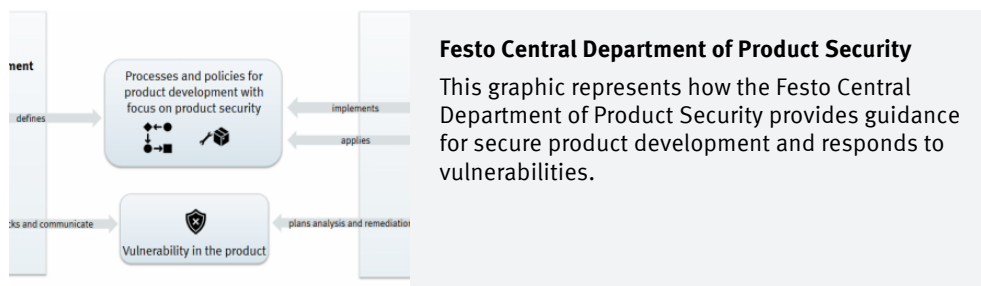 Processes and policies for
product development with
focus on product security
defines
implements
applies
and communicate
plans analysis and remediation
Vulnerability in the product
Festo Central Department of Product Security
This graphic represents how the Festo Central
Department of Product Security provides guidance
for secure product development and responds to
vulnerabilities.